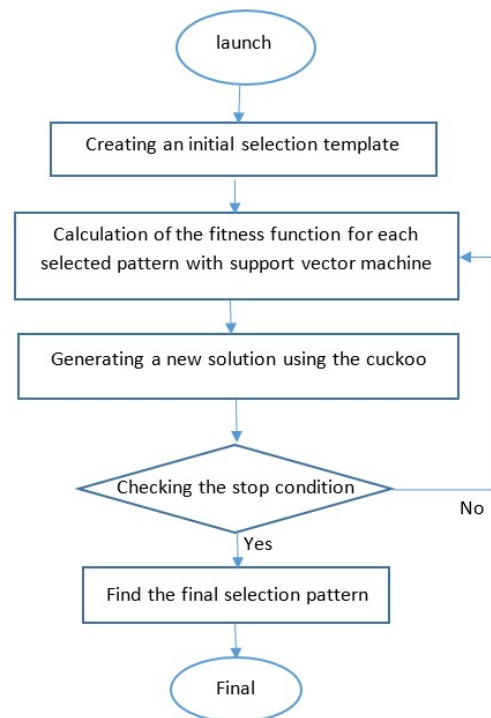 launch
Creating an initial selection template
Calculation of the fitness function for each
selected pattern with support vector machine
Generating a new solution using the cuckoo
Checking the stop condition
No
Yes
Find the final selection pattern
Final